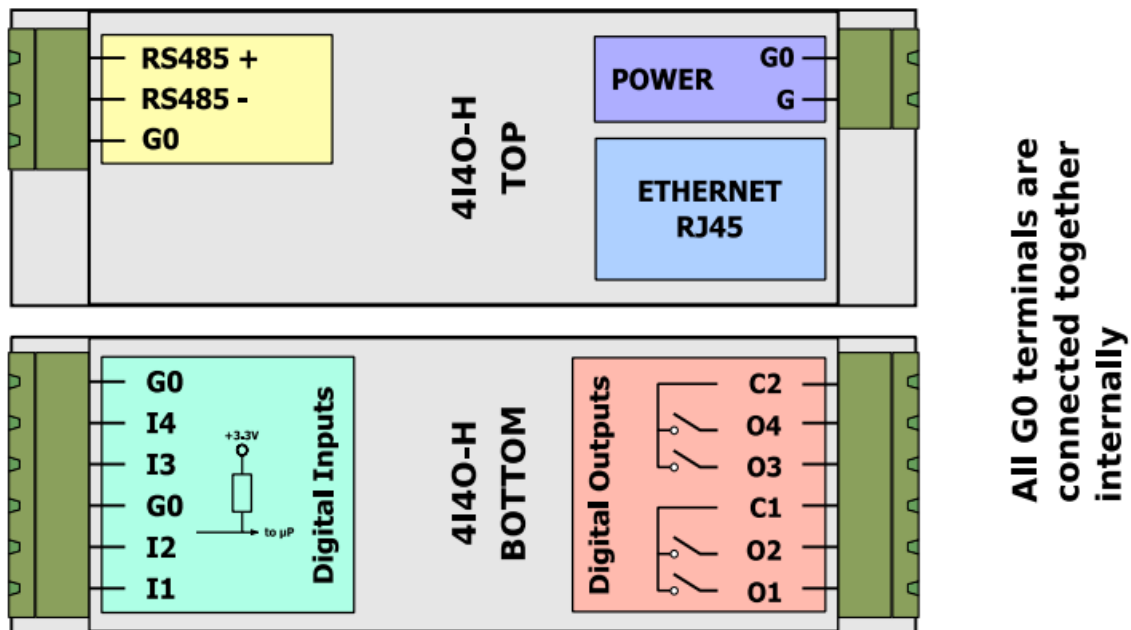 RS485 +
RS485 -
G0
4I4O-H
TOP
POWER
G0
G
ETHERNET
RJ45
G0
I4
I3
G0
I2
I1
+3.3V
to µP
Digital Inputs
4I4O-H
BOTTOM
Digital Outputs
C2
O4
O3
C1
O2
O1
All G0 terminals are
connected together
internally